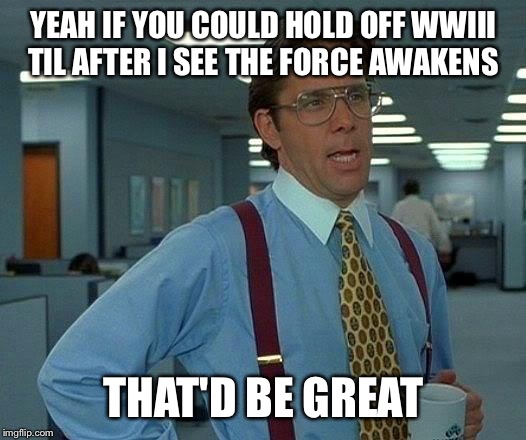 YEAH IF YOU COULD HOLD OFF WWIII
TIL AFTER I SEE THE FORCE AWAKENS
THAT'D BE GREAT
imgflip.com